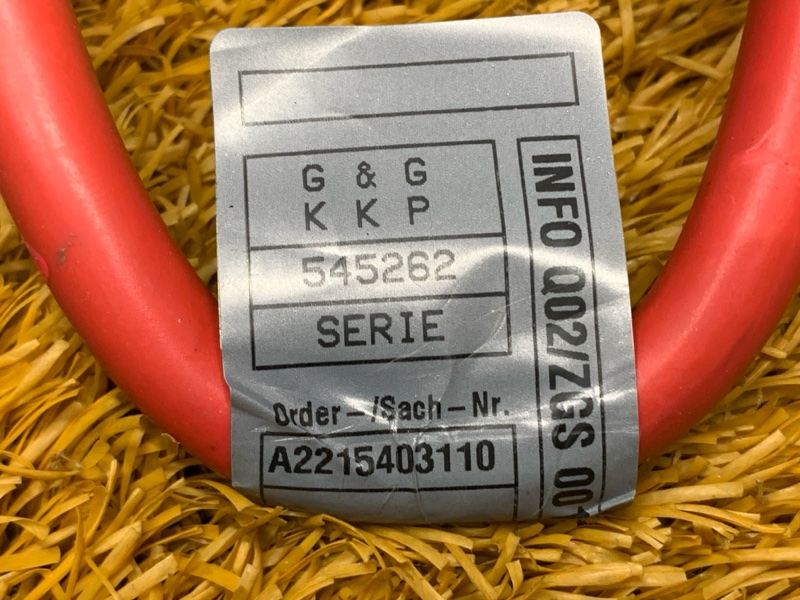 G & G
K K P
545262
SERIE
Order-/Sach-Nr.
A2215403110
INFO Q02/ZGS 00